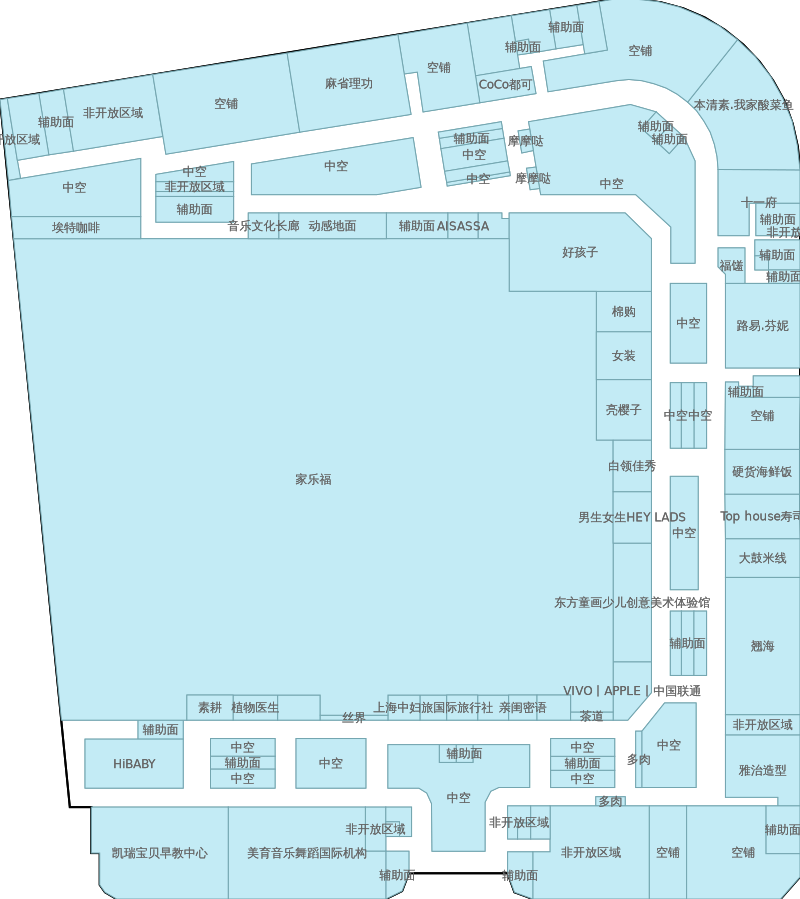 辅助面
空铺
辅助面
空铺
麻省理功
CoCo都可
空铺
本清素.我家酸菜鱼
非开放区域
辅助面
放区域
辅助面
辅助面
辅助面
摩摩哒
中空
中空
中空
非开放区域
中空
摩摩哒
中空
中空
辅助面
十一府
辅助面
非开放
埃特咖啡
音乐文化长廊
动感地面
辅助面
AISASSA
好孩子
辅助面
福馐
辅助面
棉购
中空
路易.芬妮
女装
辅助面
亮樱子
中空
中空
空铺
白领佳秀
硬货海鲜饭
家乐福
男生女生HEY LADS
Top house寿司
中空
大鼓米线
东方童画少儿创意美术体验馆
辅助面
翘海
VIVO丨APPLE丨中国联通
素耕
植物医生
上海中妇旅国际旅行社
亲闺密语
丝界
茶道
非开放区域
辅助面
中空
中空
中空
辅助面
HiBABY
辅助面
中空
辅助面
多肉
雅治造型
中空
中空
中空
多肉
非开放区域
非开放区域
辅助面
凯瑞宝贝早教中心
美育音乐舞蹈国际机构
非开放区域
空铺
空铺
辅助面
辅助面